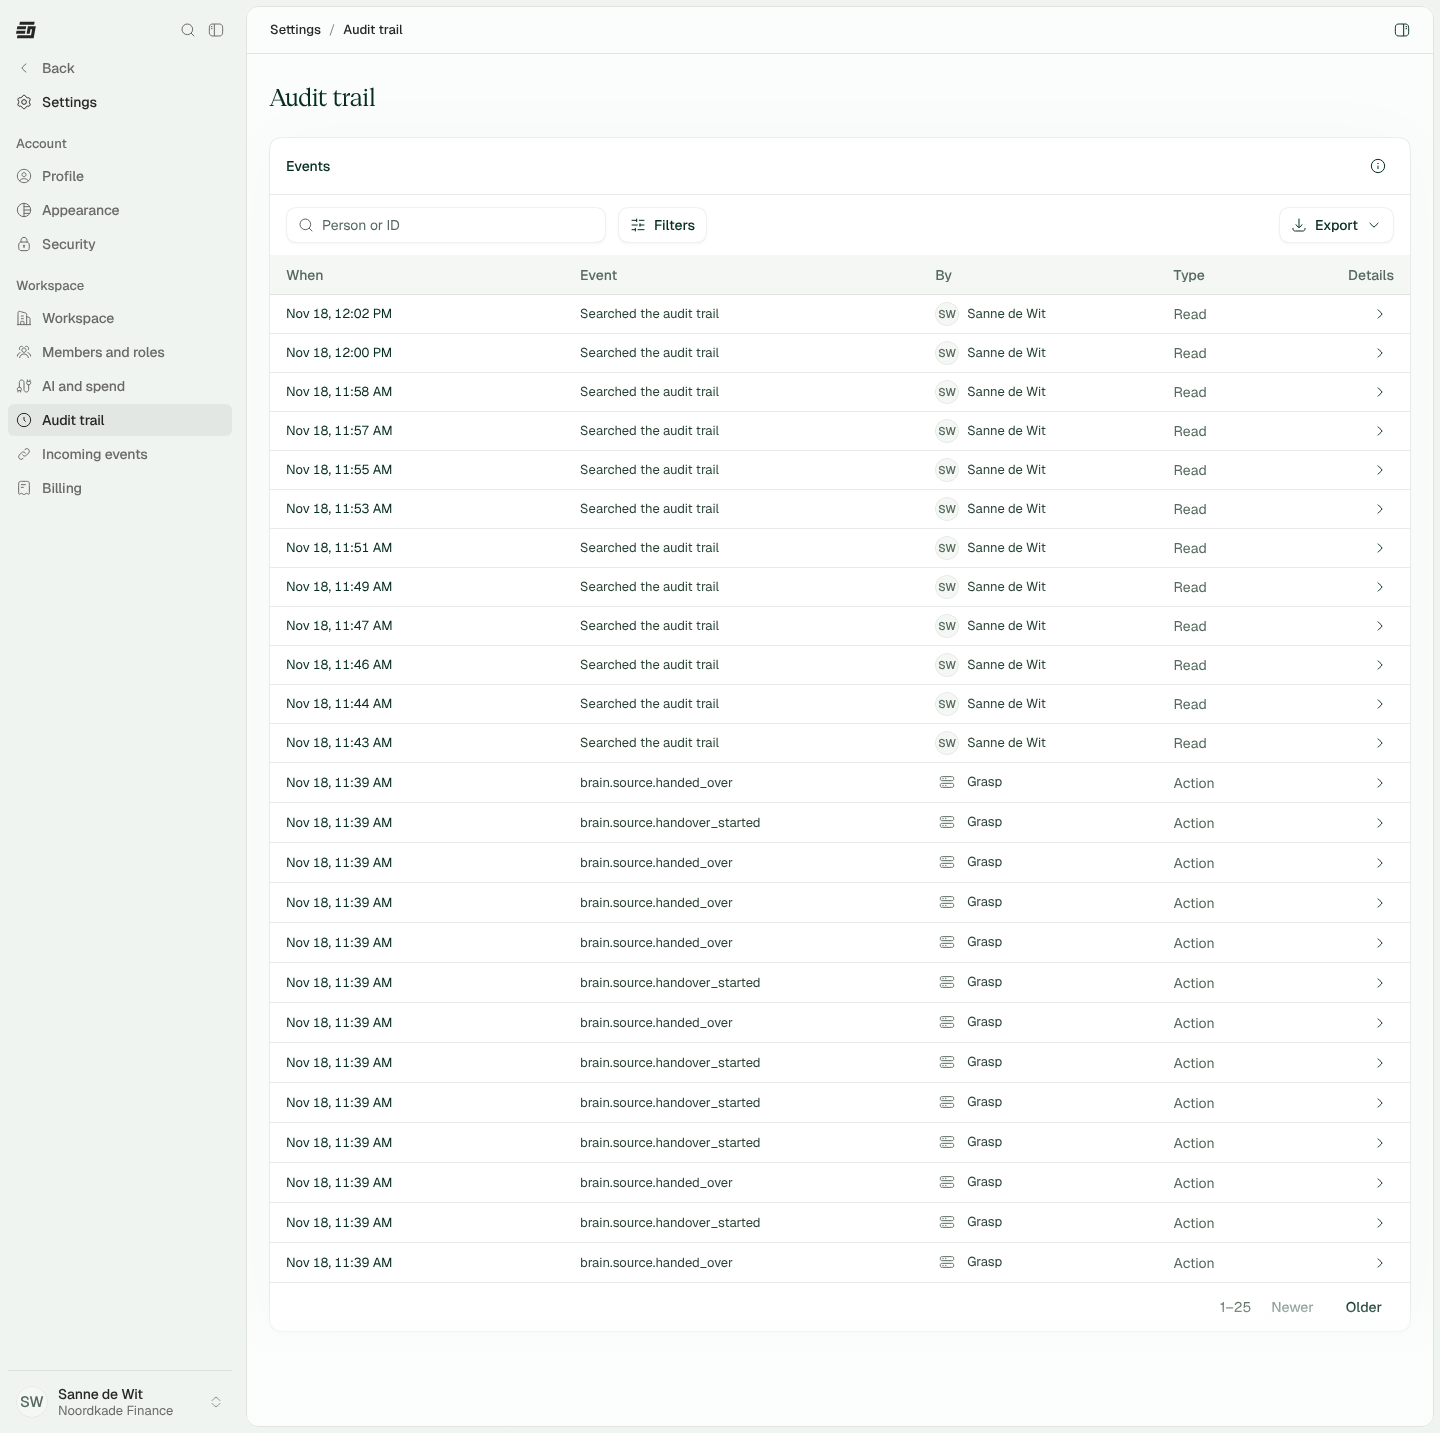 Settings / Audit trail
Back
Settings
Account
Profile
Appearance
Security
Workspace
Workspace
Members and roles
AI and spend
Audit trail
Incoming events
Billing
SW Sanne de Wit
Noordkade Finance
Audit trail
Events
Person or ID Filters Export
When Event By Type Details
Nov 18, 12:02 PM Searched the audit trail SW Sanne de Wit Read
Nov 18, 12:00 PM Searched the audit trail SW Sanne de Wit Read
Nov 18, 11:58 AM Searched the audit trail SW Sanne de Wit Read
Nov 18, 11:57 AM Searched the audit trail SW Sanne de Wit Read
Nov 18, 11:55 AM Searched the audit trail SW Sanne de Wit Read
Nov 18, 11:53 AM Searched the audit trail SW Sanne de Wit Read
Nov 18, 11:51 AM Searched the audit trail SW Sanne de Wit Read
Nov 18, 11:49 AM Searched the audit trail SW Sanne de Wit Read
Nov 18, 11:47 AM Searched the audit trail SW Sanne de Wit Read
Nov 18, 11:46 AM Searched the audit trail SW Sanne de Wit Read
Nov 18, 11:44 AM Searched the audit trail SW Sanne de Wit Read
Nov 18, 11:43 AM Searched the audit trail SW Sanne de Wit Read
Nov 18, 11:39 AM brain.source.handed_over Grasp Action
Nov 18, 11:39 AM brain.source.handover_started Grasp Action
Nov 18, 11:39 AM brain.source.handed_over Grasp Action
Nov 18, 11:39 AM brain.source.handed_over Grasp Action
Nov 18, 11:39 AM brain.source.handed_over Grasp Action
Nov 18, 11:39 AM brain.source.handover_started Grasp Action
Nov 18, 11:39 AM brain.source.handed_over Grasp Action
Nov 18, 11:39 AM brain.source.handover_started Grasp Action
Nov 18, 11:39 AM brain.source.handover_started Grasp Action
Nov 18, 11:39 AM brain.source.handover_started Grasp Action
Nov 18, 11:39 AM brain.source.handed_over Grasp Action
Nov 18, 11:39 AM brain.source.handover_started Grasp Action
Nov 18, 11:39 AM brain.source.handed_over Grasp Action
1–25 Newer Older